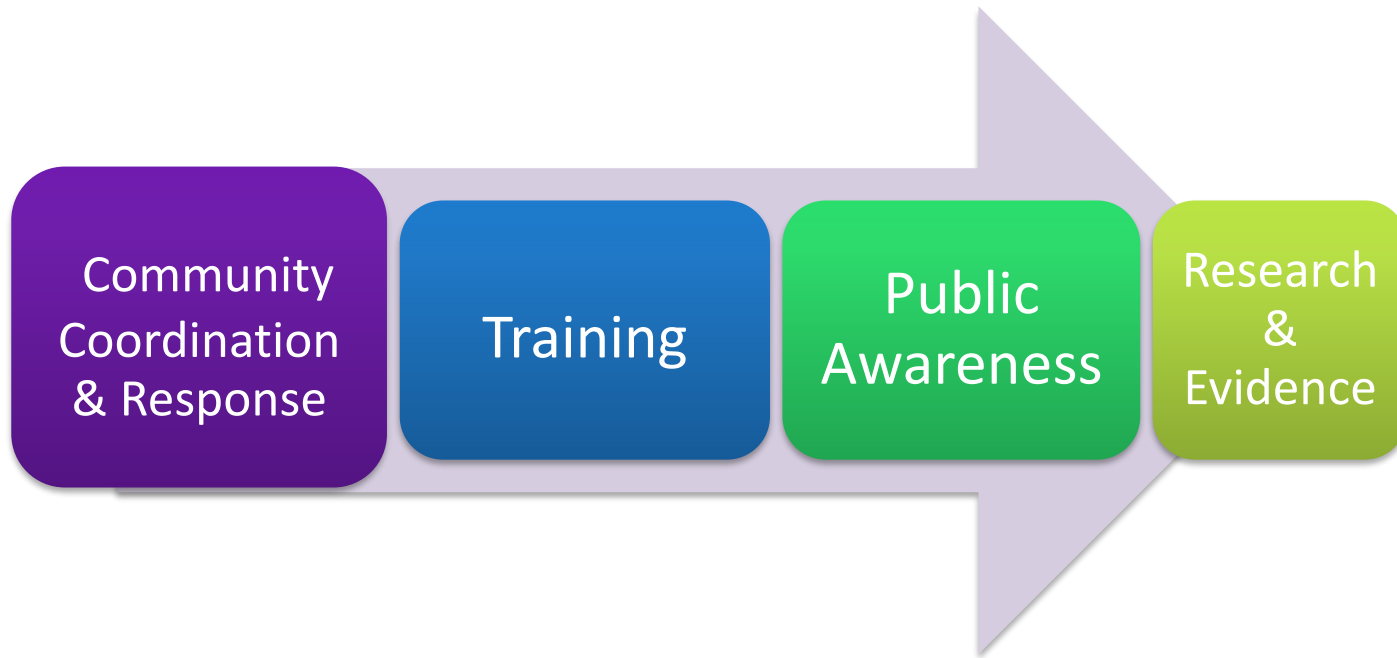 Community
Coordination
& Response
Training
Public
Awareness
Research
&
Evidence